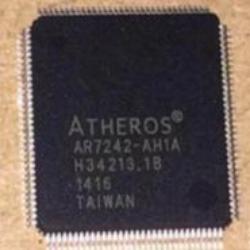 ATHEROS®
AR7242-AH1A
H34213.1B
1416
TAIWAN